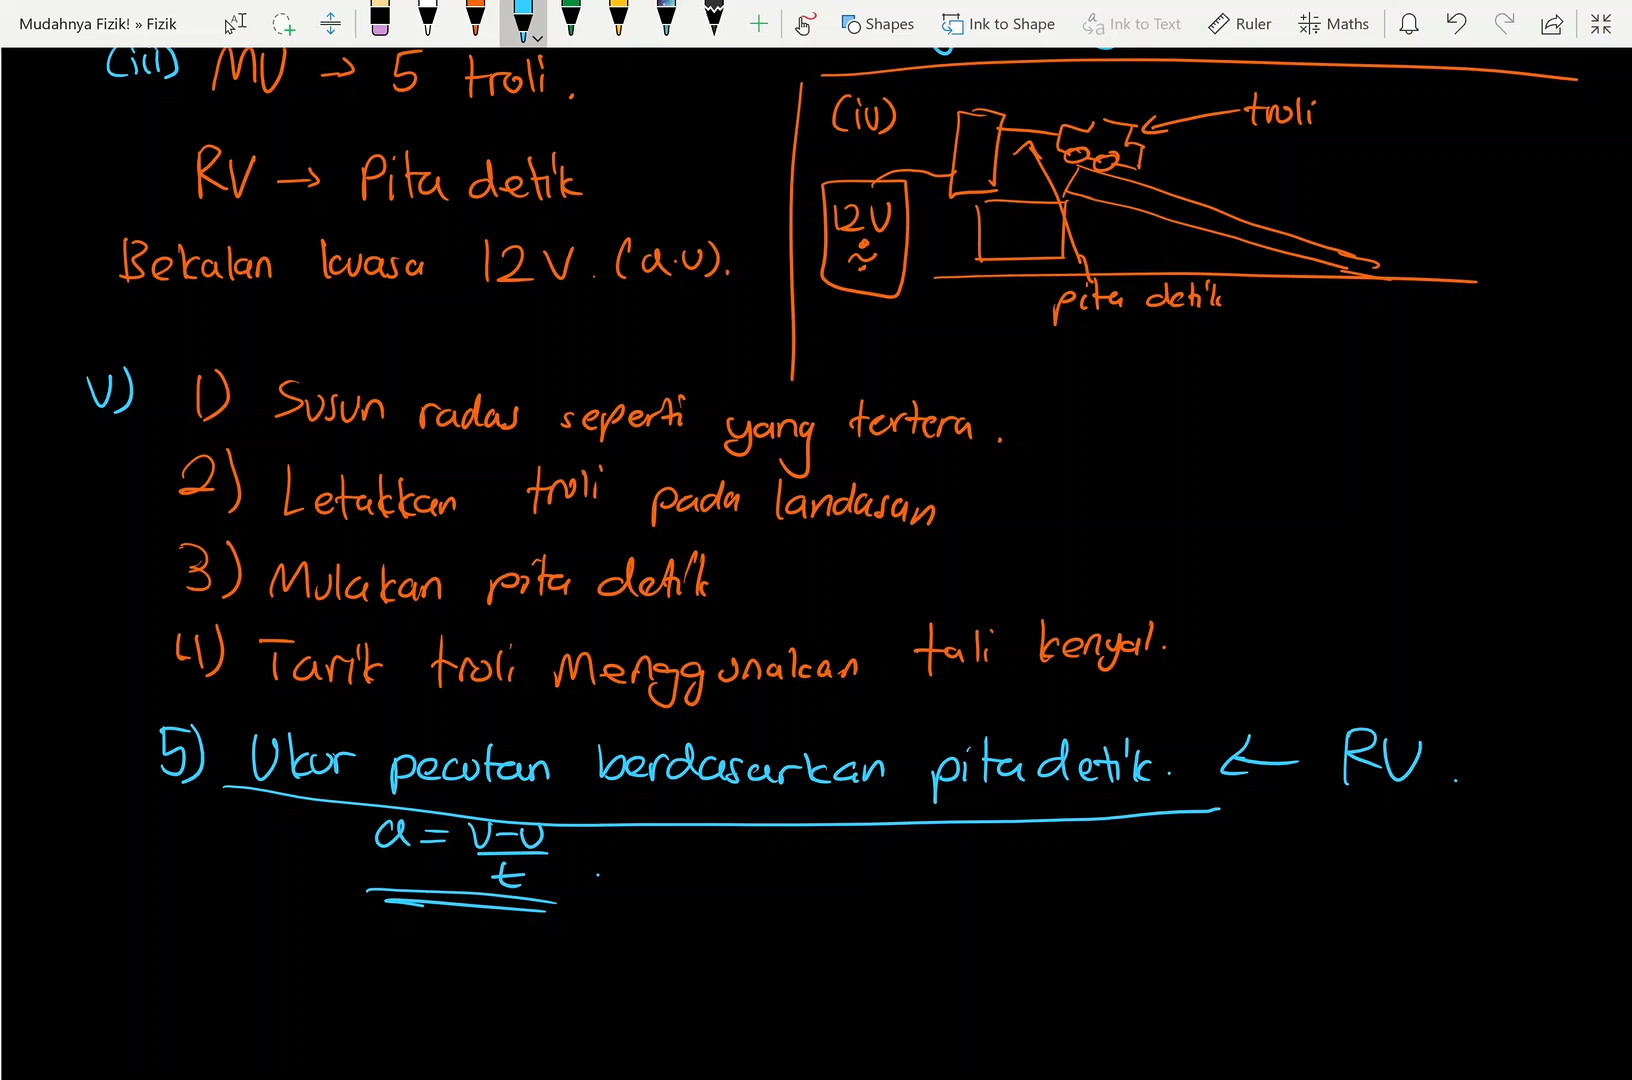 Mudahnya Fizik! » Fizik
Shapes
Ink to Shape
Ink to Text
Ruler
Maths
(iii) MV → 5 troli.
RV → Pita detik
Bekalan kuasa 12 V. (a.u).
(iv)
troli
12 V
~
pita detik
v) 1) Susun radas seperti yang tertera.
2) Letakkan troli pada landasan
3) Mulakan pita detik
4) Tarik troli menggunakan tali kenyal.
5) Ukur pecutan berdasarkan pita detik. ← RV.
a = v-u
t